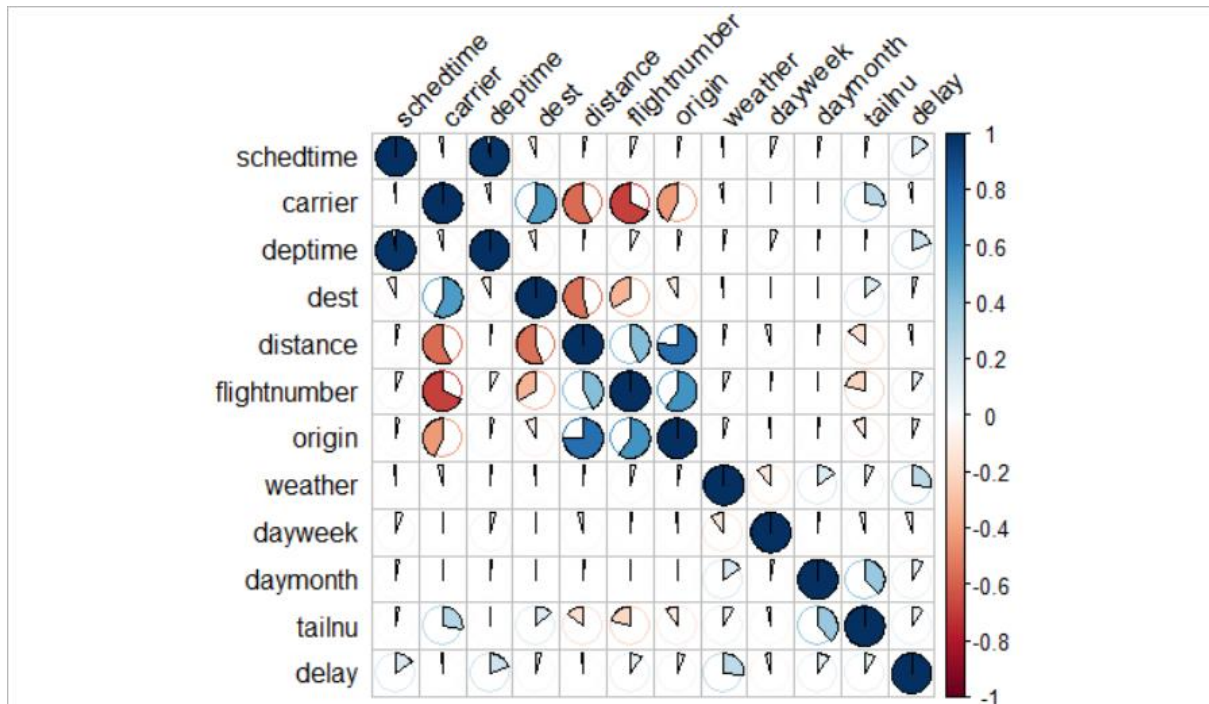 schedtime
carrier
deptime
dest
distance
flightnumber
origin
weather
dayweek
daymonth
tailnu
delay
schedtime
carrier
deptime
dest
distance
flightnumber
origin
weather
dayweek
daymonth
tailnu
delay
1
0.8
0.6
0.4
0.2
0
-0.2
-0.4
-0.6
-0.8
-1